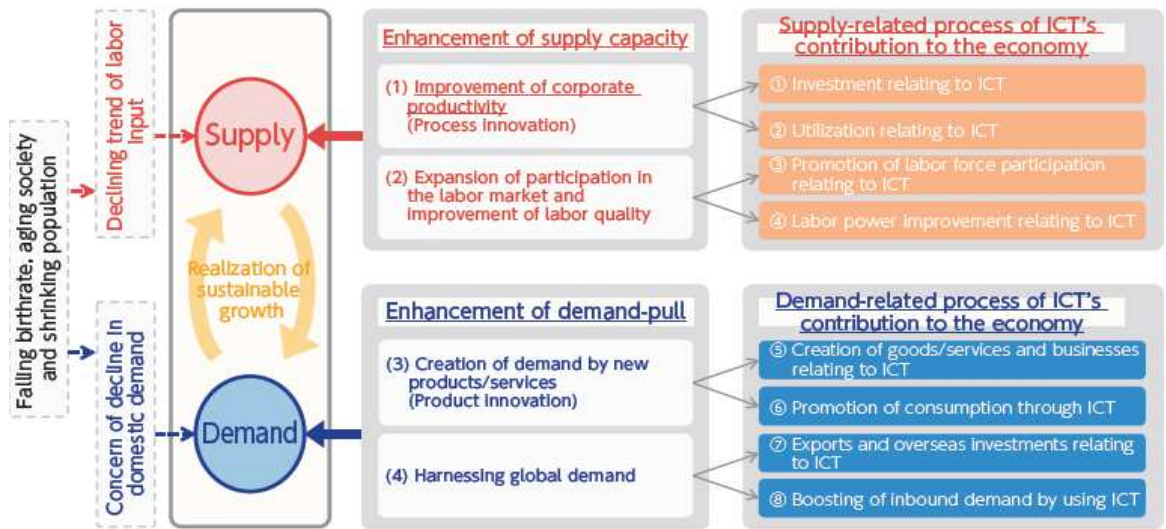 Falling birthrate, aging society
and shrinking population
Declining trend of labor
Input
Concern of decline in
domestic demand
Supply
Realization of
sustainable
growth
Demand
Enhancement of supply capacity
(1) Improvement of corporate
productivity
(Process innovation)
(2) Expansion of participation in
the labor market and
improvement of labor quality
Supply-related process of ICT's
contribution to the economy
① Investment relating to ICT
② Utilization relating to ICT
③ Promotion of labor force participation
relating to ICT
④ Labor power improvement relating to ICT
Enhancement of demand-pull
(3) Creation of demand by new
products/services
(Product innovation)
(4) Harnessing global demand
Demand-related process of ICT's
contribution to the economy
⑤ Creation of goods/services and businesses
relating to ICT
⑥ Promotion of consumption through ICT
⑦ Exports and overseas investments relating
to ICT
⑧ Boosting of inbound demand by using ICT